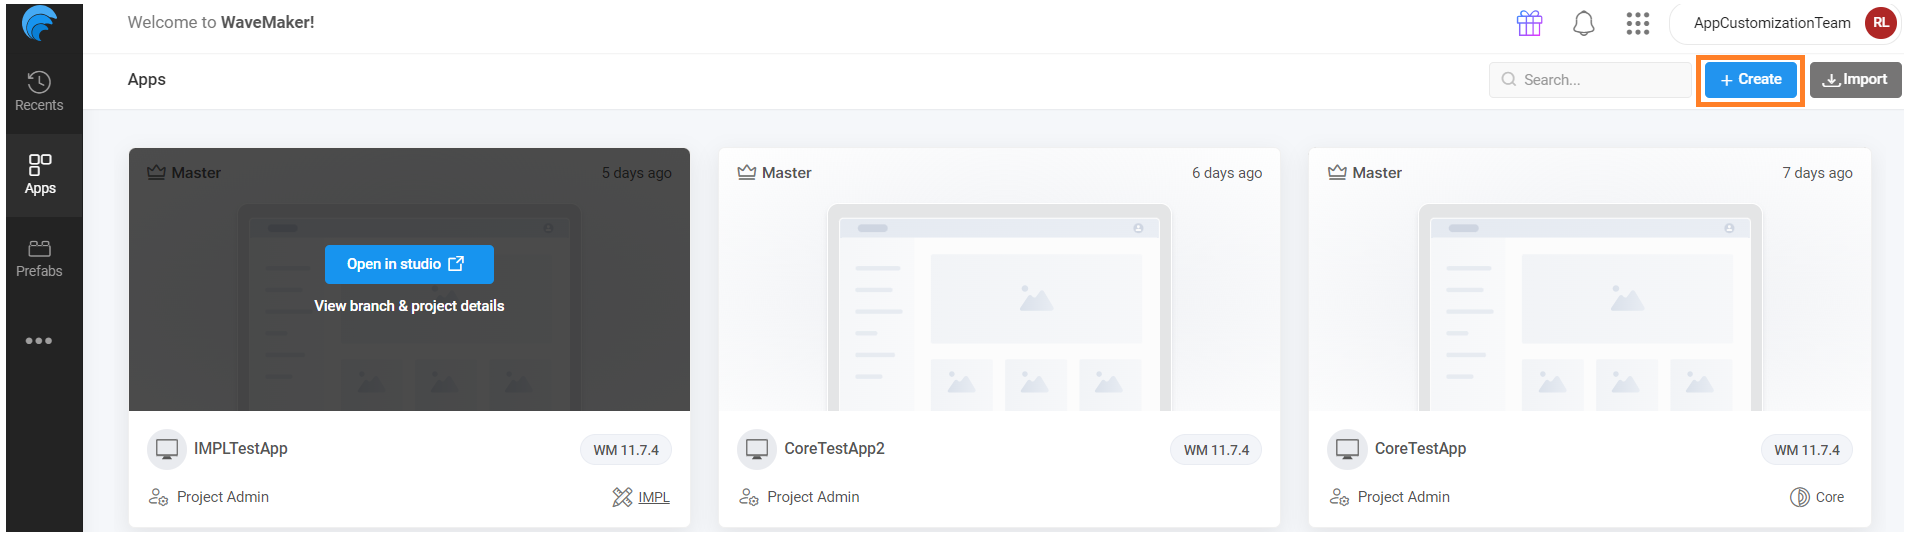 Welcome to WaveMaker!
AppCustomizationTeam
RL
Recents
Apps
Prefabs
Apps
Search...
+ Create
Import
Master
5 days ago
Open in studio
View branch & project details
IMPLTestApp
WM 11.7.4
Project Admin
IMPL
Master
6 days ago
CoreTestApp2
WM 11.7.4
Project Admin
Master
7 days ago
CoreTestApp
WM 11.7.4
Project Admin
Core